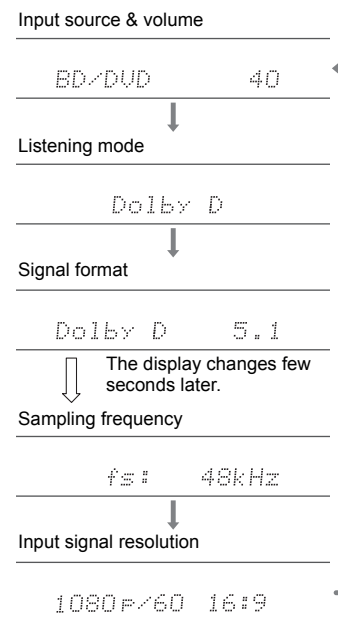 Input source & volume
BD/DVD 40
Listening mode
Dolby D
Signal format
Dolby D 5.1
The display changes few
seconds later.
Sampling frequency
fs: 48kHz
Input signal resolution
1080p/60 16:9